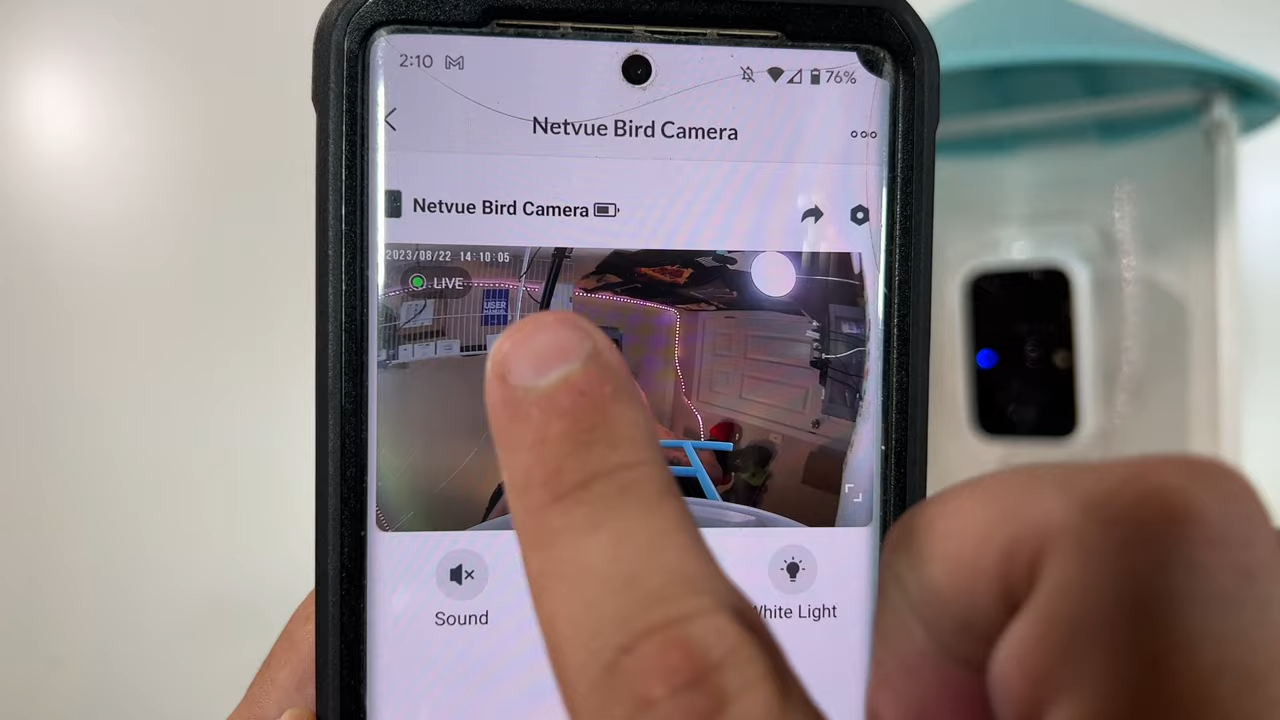 2:10 76%
Netvue Bird Camera
Netvue Bird Camera
2023/08/22 14:10:05
LIVE
USER
MANUAL
Sound
White Light